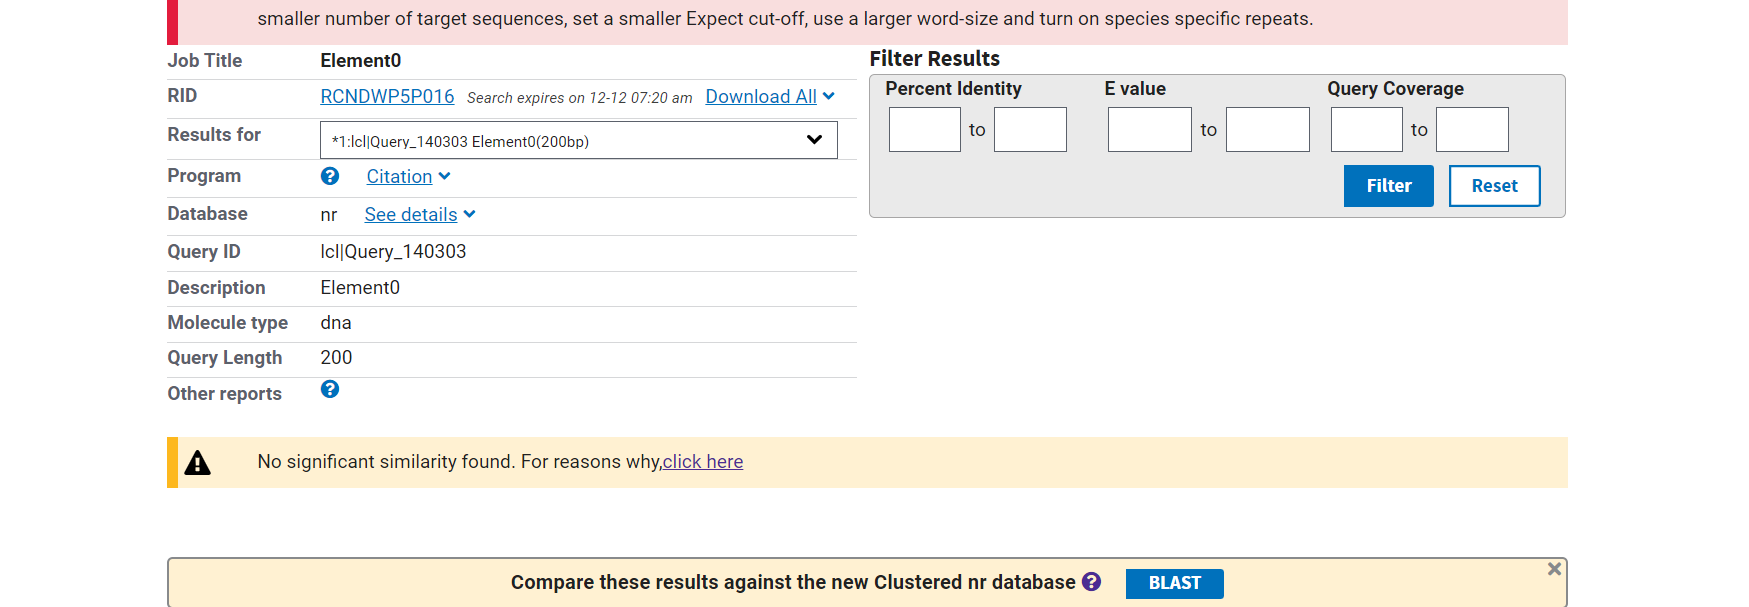 smaller number of target sequences, set a smaller Expect cut-off, use a larger word-size and turn on species specific repeats.
Job Title Element0
RID RCNDWP5P016 Search expires on 12-12 07:20 am Download All
Results for *1:lcl|Query_140303 Element0(200bp)
Program ? Citation
Database nr See details
Query ID lcl|Query_140303
Description Element0
Molecule type dna
Query Length 200
Other reports ?
Filter Results
Percent Identity E value Query Coverage
to to to
Filter Reset
No significant similarity found. For reasons why,click here
Compare these results against the new Clustered nr database ? BLAST